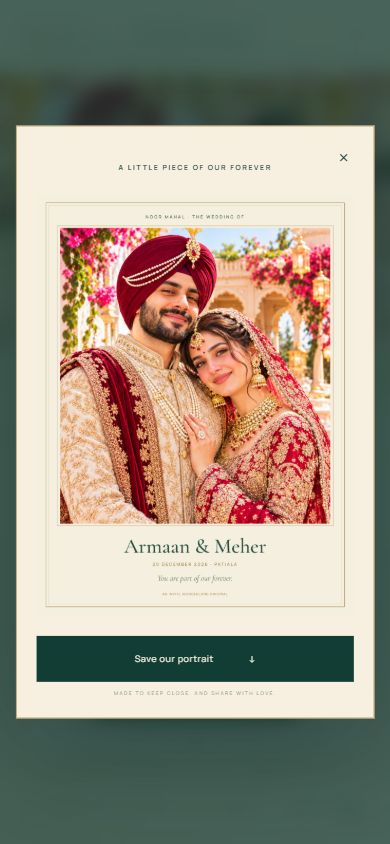 A LITTLE PIECE OF OUR FOREVER
NOOR MAHAL · THE WEDDING OF
Armaan & Meher
20 DECEMBER 2026 · PATIALA
You are part of our forever.
Save our portrait ↓
MADE TO KEEP CLOSE. AND SHARE WITH LOVE.